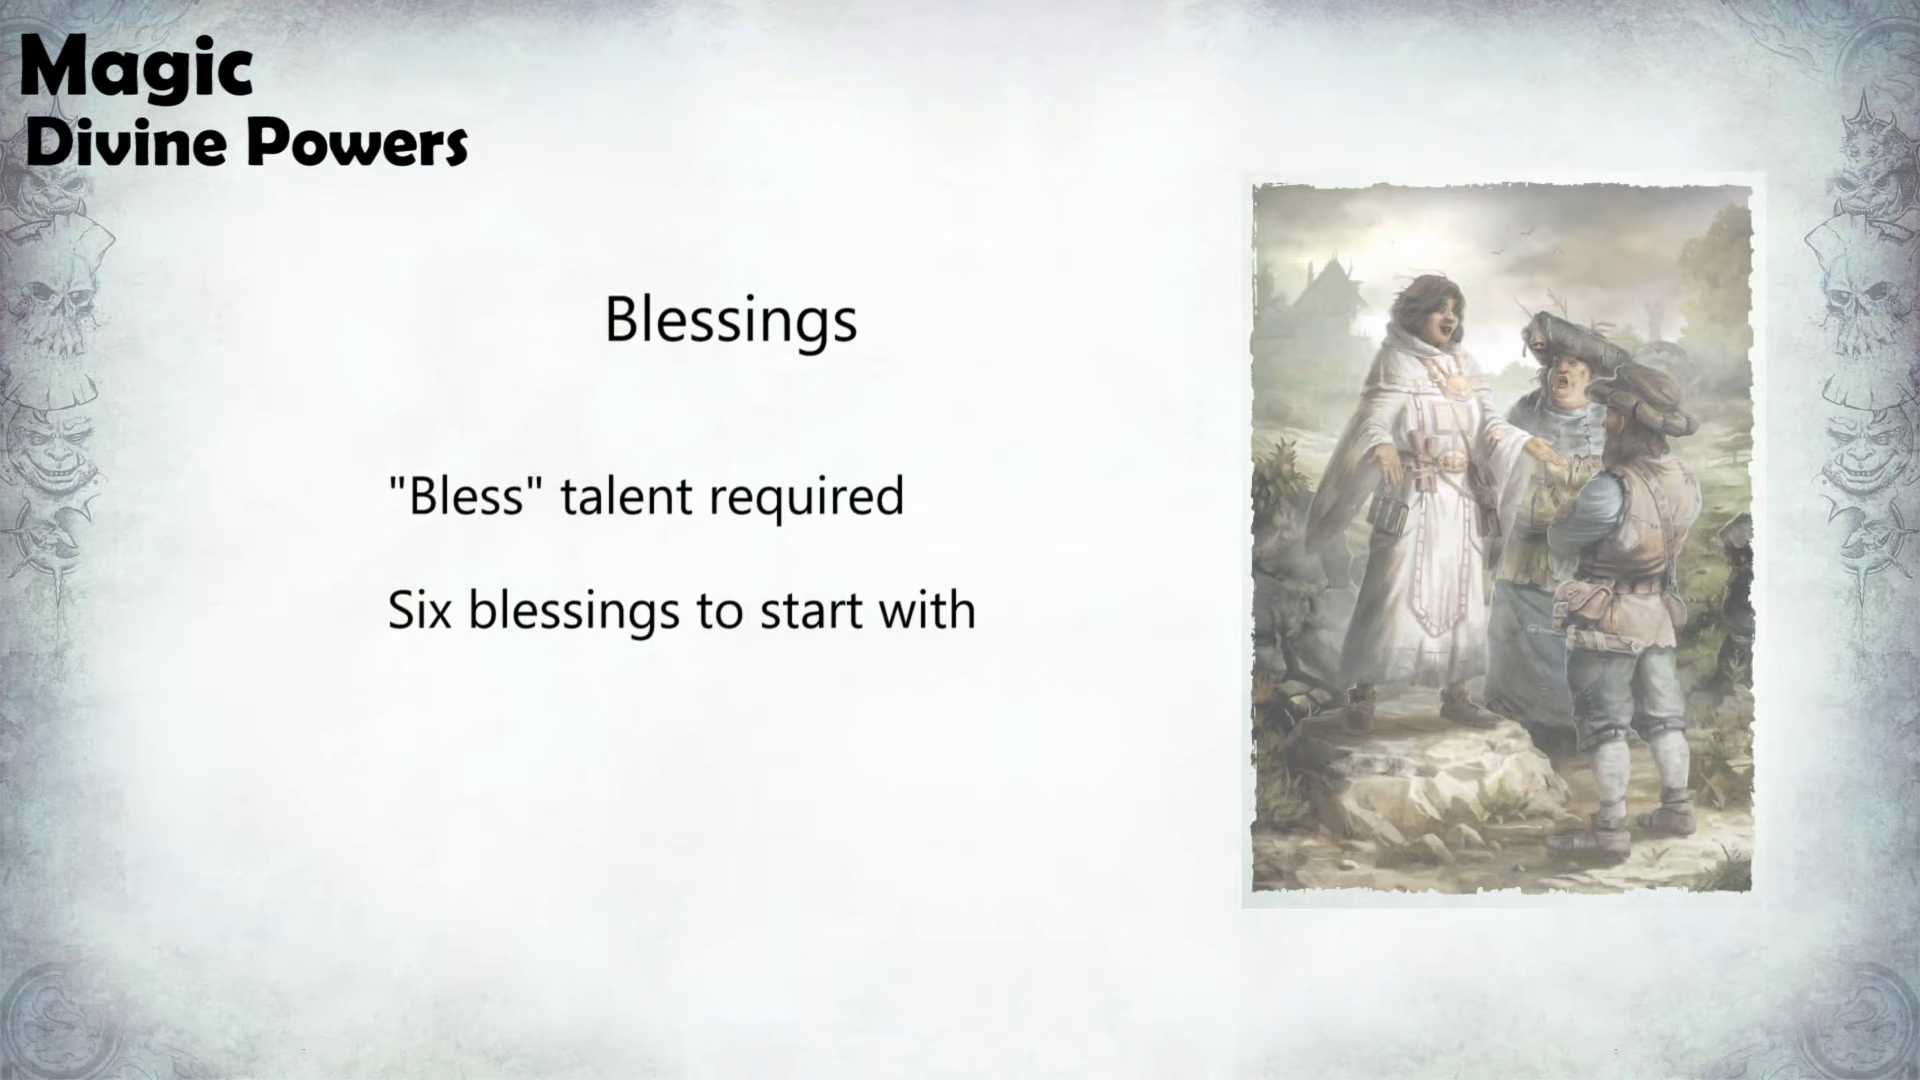 Magic
Divine Powers
Blessings
"Bless" talent required
Six blessings to start with